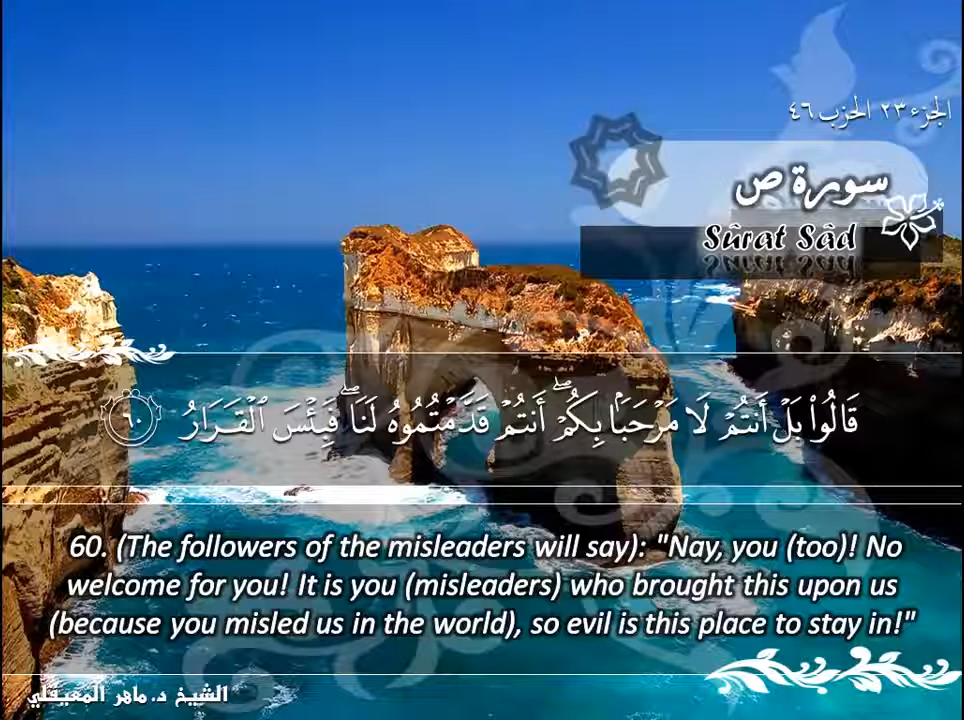 الجزء ٢٣ الحزب ٤٦
سورة ص
Sûrat Sâd
قَالُوا۟ بَلْ أَنتُمْ لَا مَرْحَبًۢا بِكُمْ ۖ أَنتُمْ قَدَّمْتُمُوهُ لَنَا ۖ فَبِئْسَ ٱلْقَرَارُ ٦٠
60. (The followers of the misleaders will say): "Nay, you (too)! No
welcome for you! It is you (misleaders) who brought this upon us
(because you misled us in the world), so evil is this place to stay in!"
الشيخ د. ماهر المعيقلي